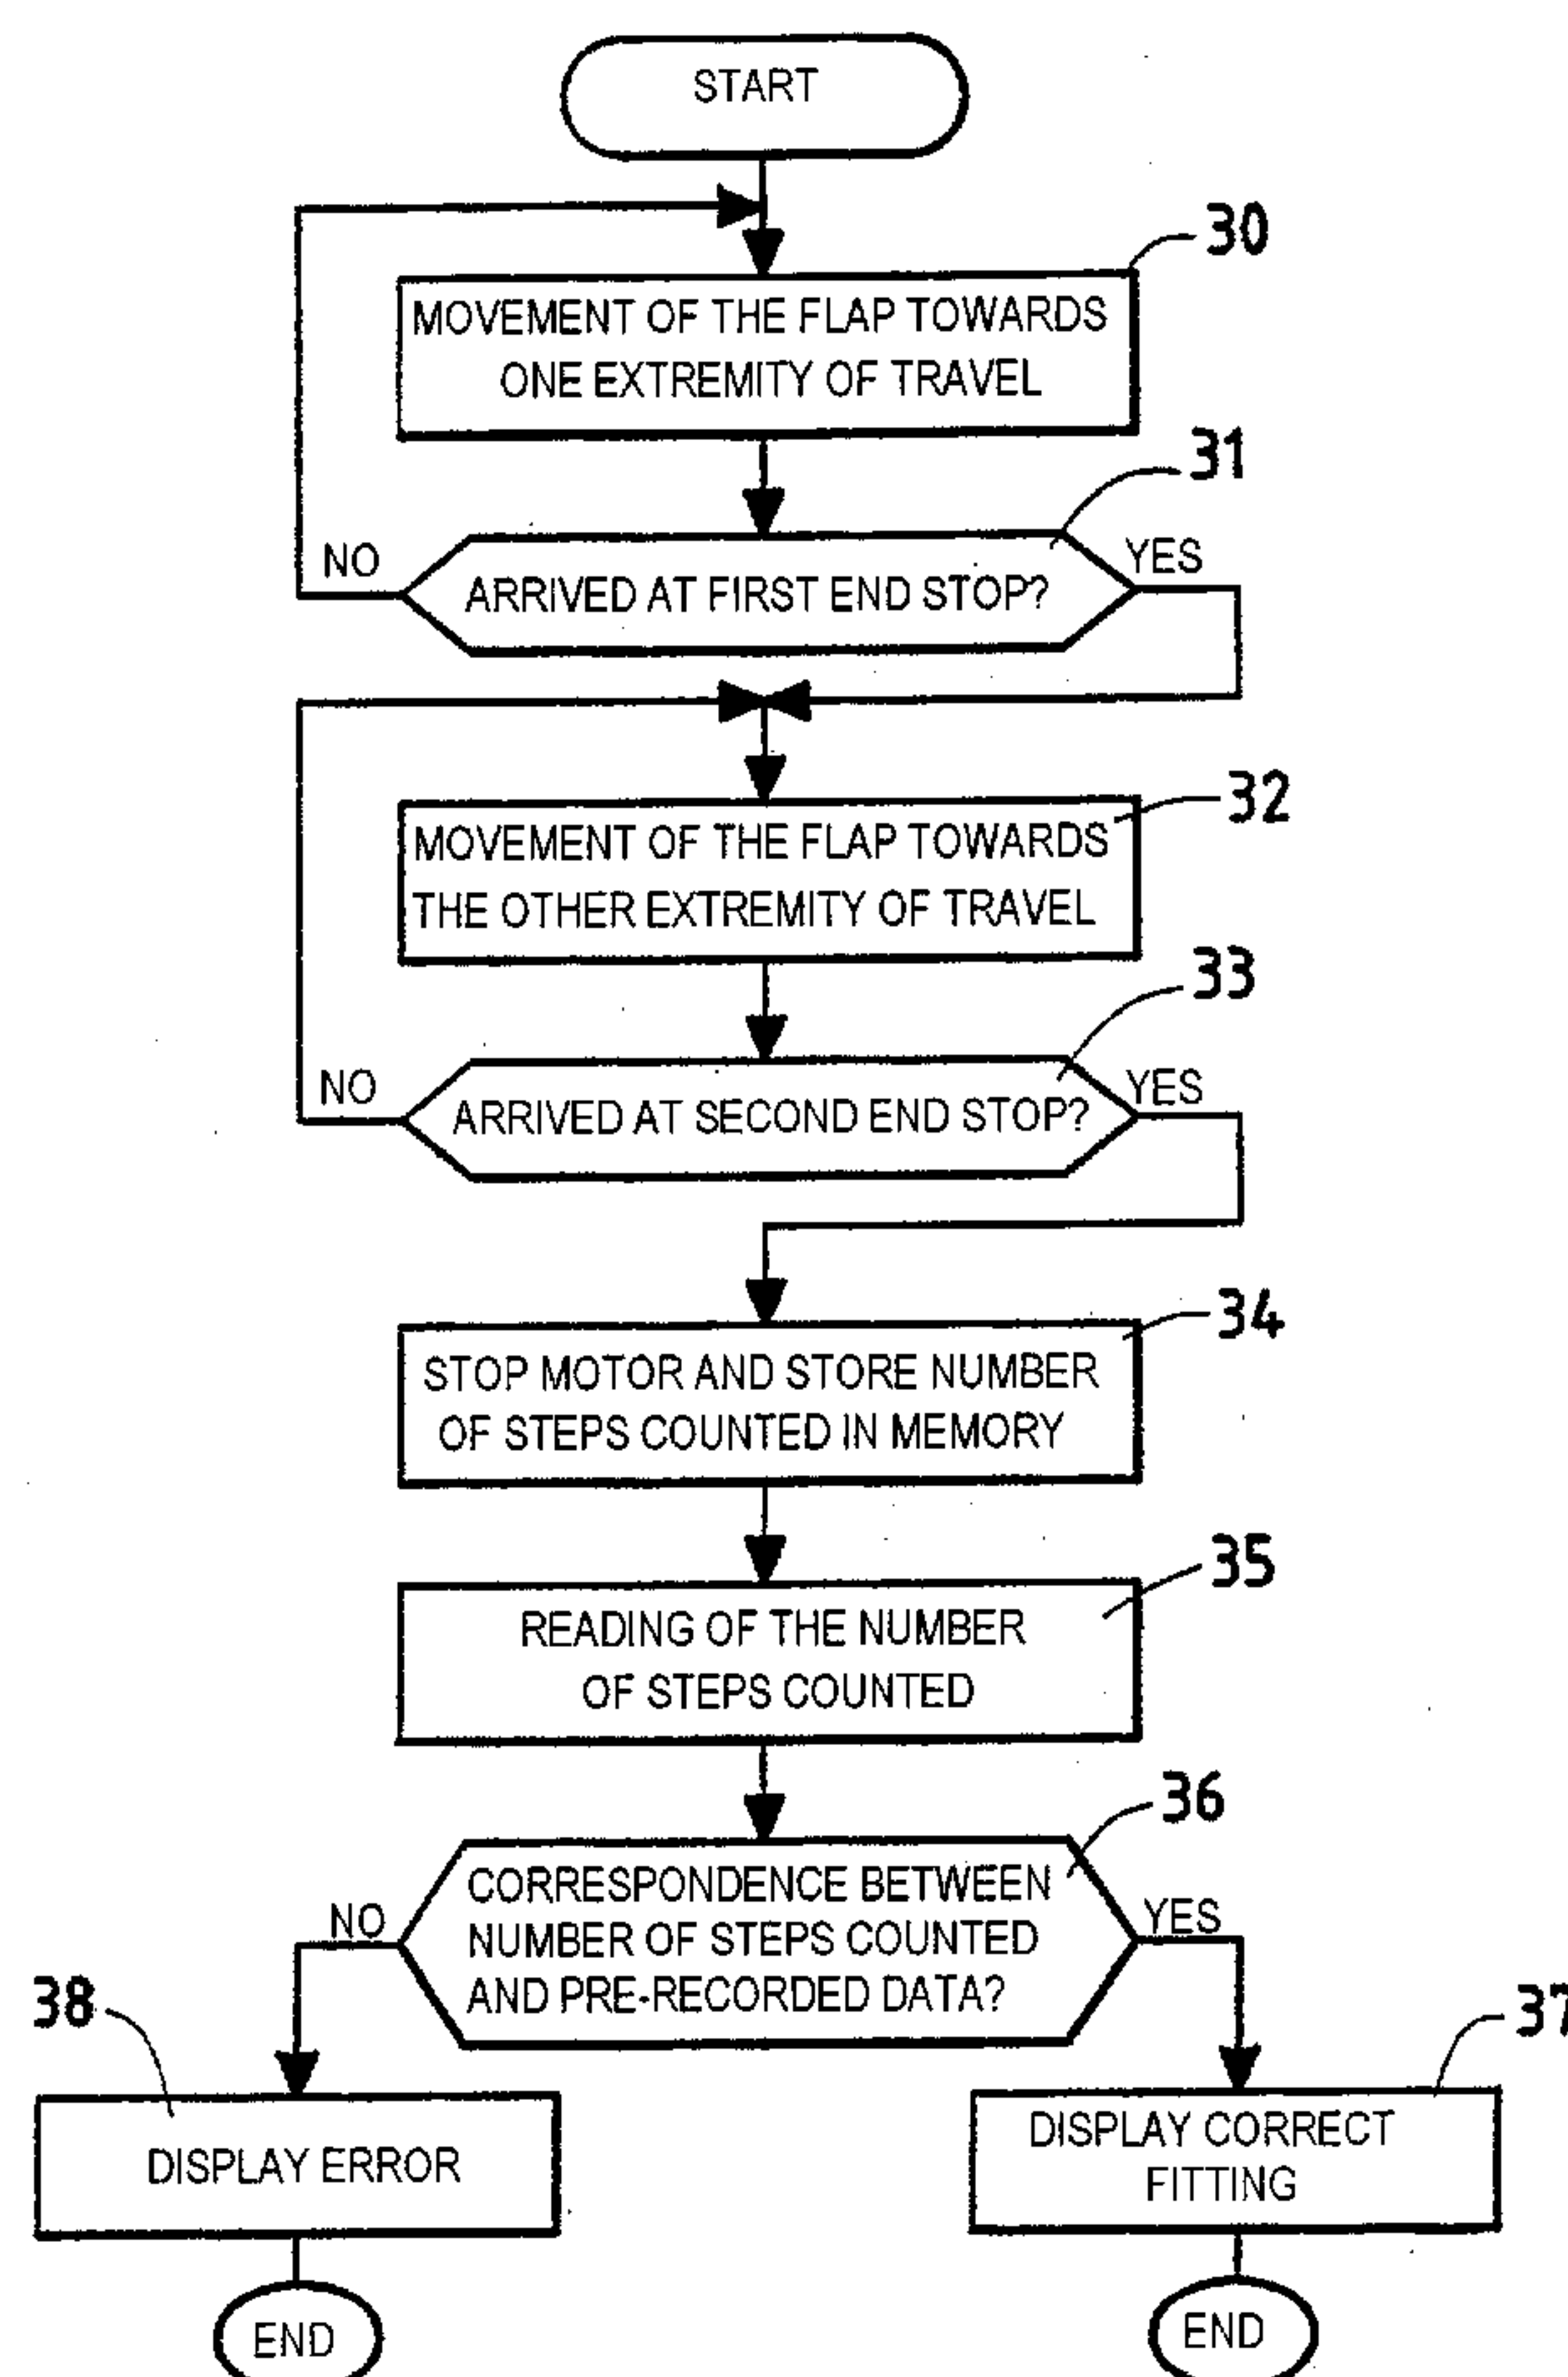 START
30
MOVEMENT OF THE FLAP TOWARDS
ONE EXTREMITY OF TRAVEL
31
NO
YES
ARRIVED AT FIRST END STOP?
32
MOVEMENT OF THE FLAP TOWARDS
THE OTHER EXTREMITY OF TRAVEL
33
NO
YES
ARRIVED AT SECOND END STOP?
34
STOP MOTOR AND STORE NUMBER
OF STEPS COUNTED IN MEMORY
35
READING OF THE NUMBER
OF STEPS COUNTED
36
CORRESPONDENCE BETWEEN
NUMBER OF STEPS COUNTED
AND PRE-RECORDED DATA?
NO
YES
38
37
DISPLAY ERROR
DISPLAY CORRECT
FITTING
END
END